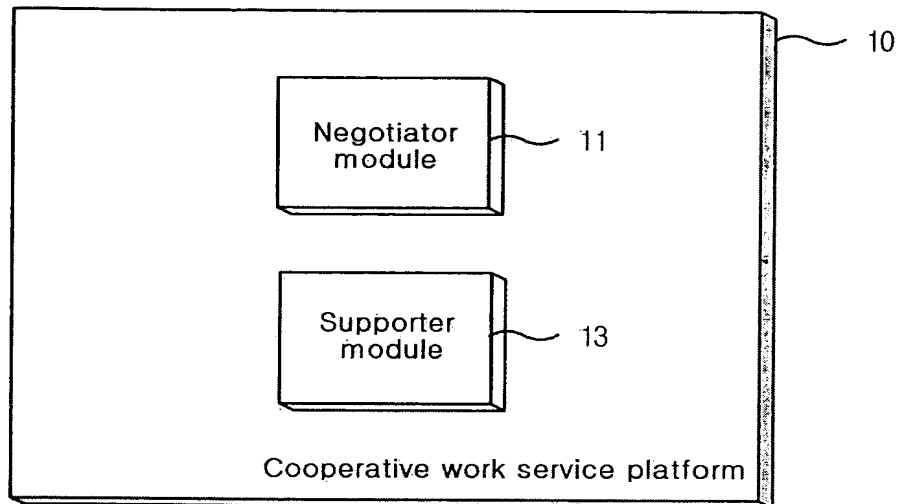 10
Negotiator
module
11
Supporter
module
13
Cooperative work service platform